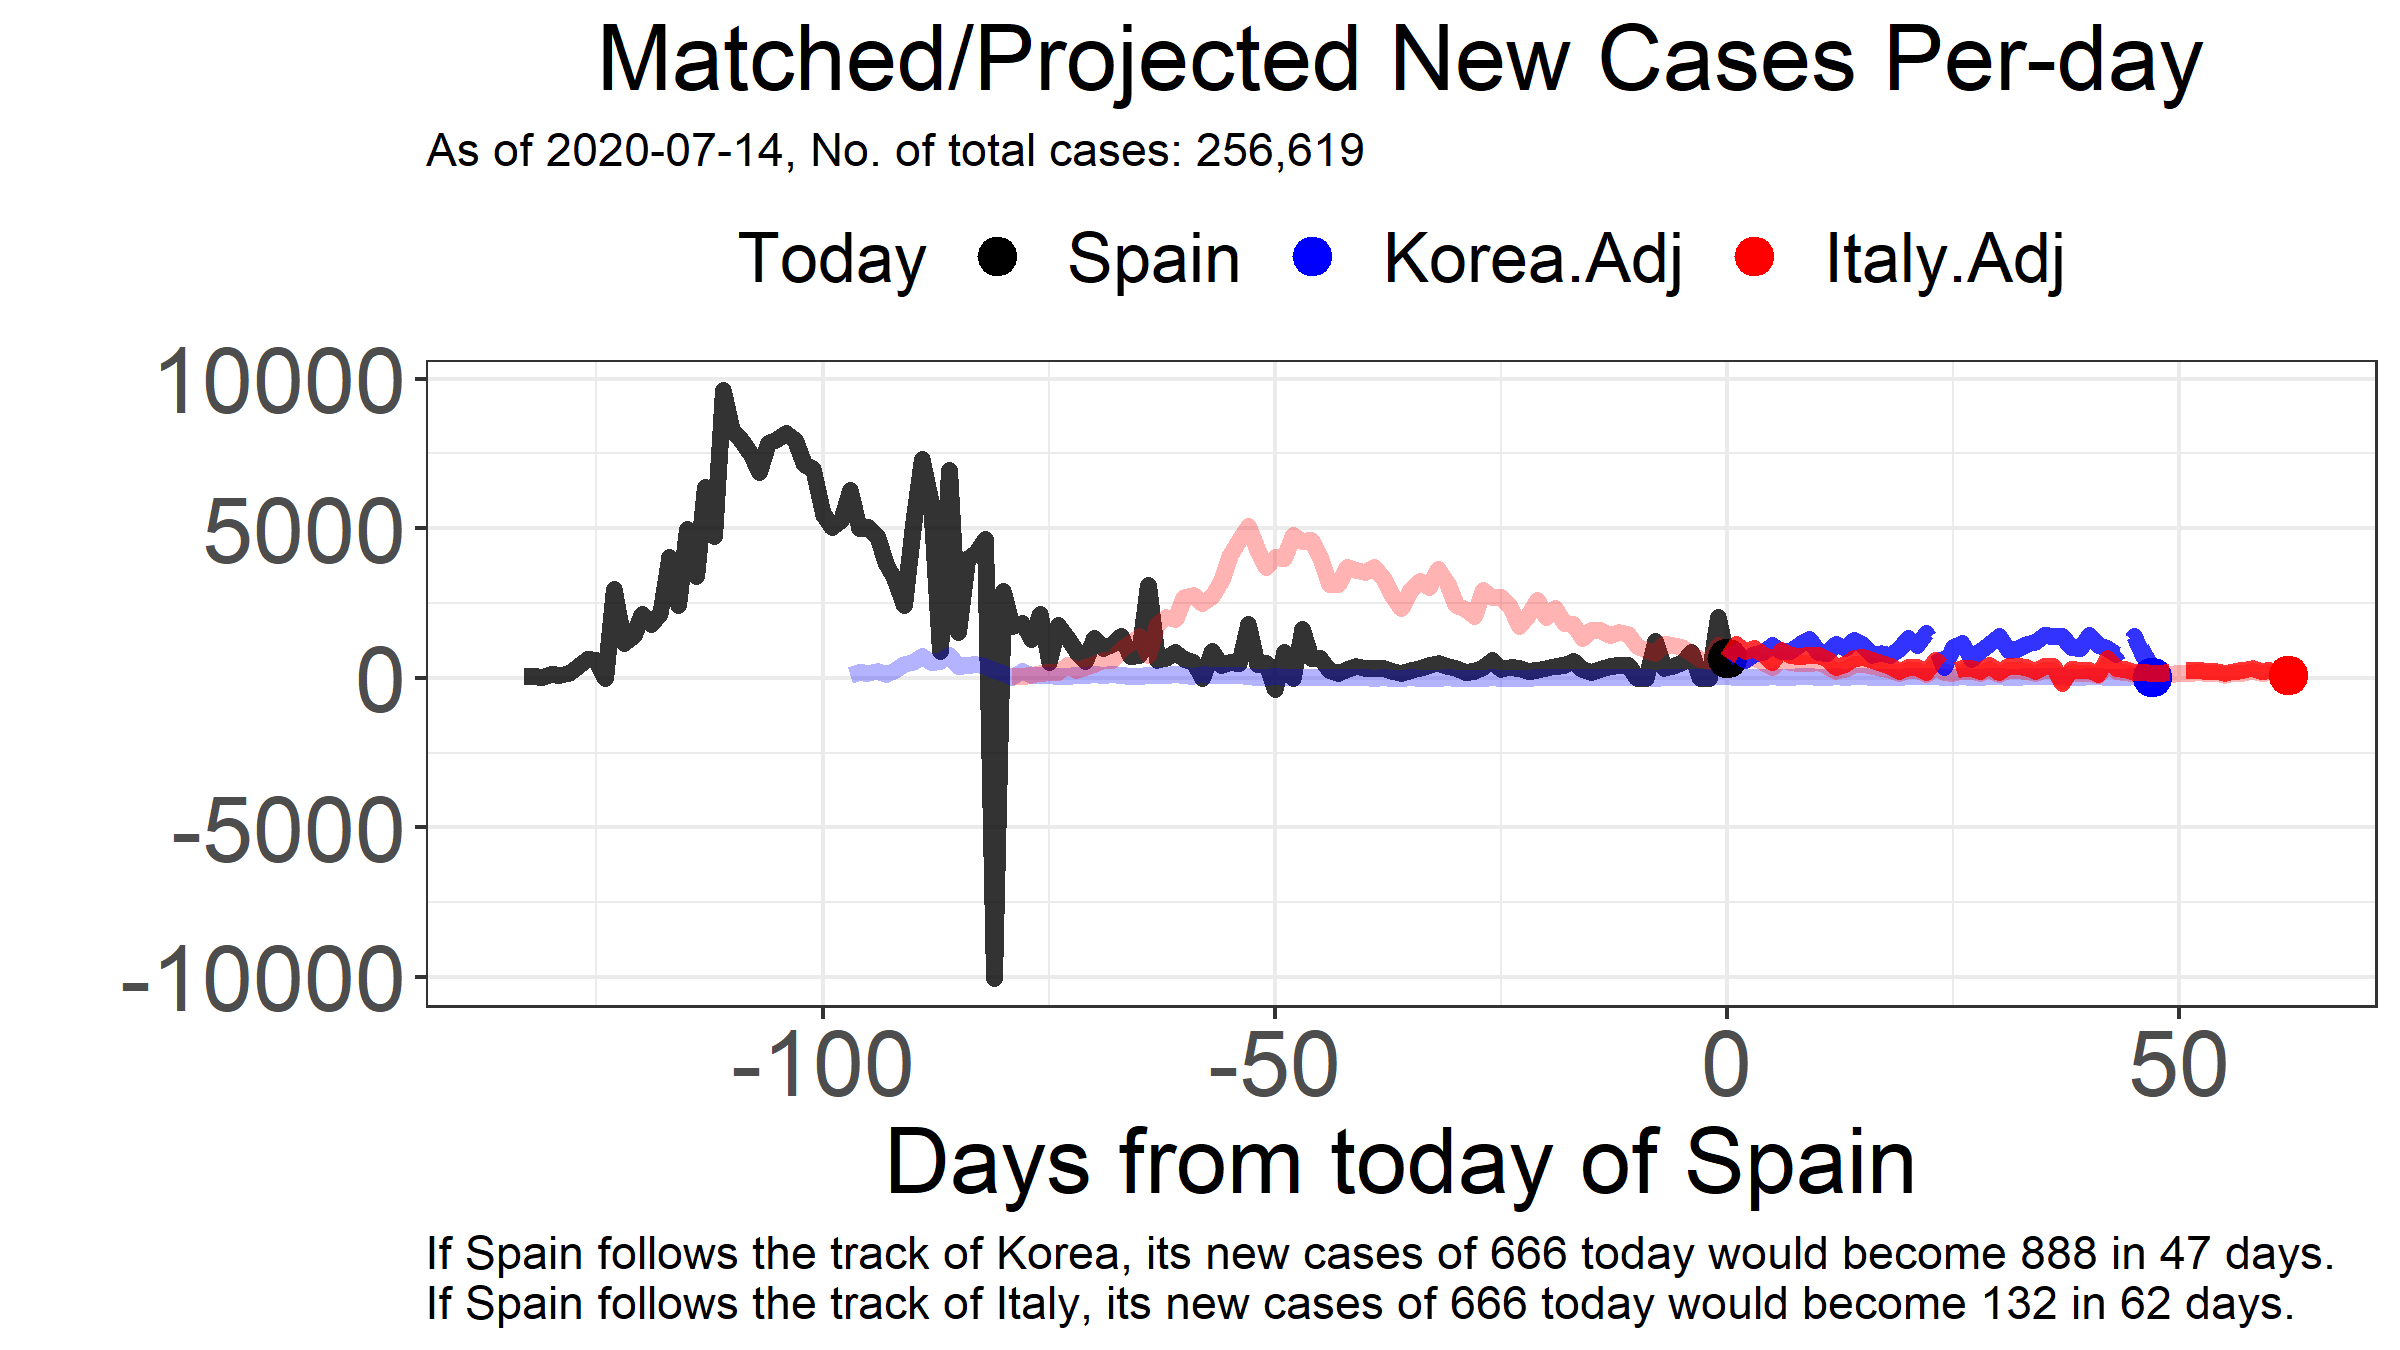 Matched/Projected New Cases Per-day
As of 2020-07-14, No. of total cases: 256,619
Today Spain Korea.Adj Italy.Adj
10000
5000
0
-5000
-10000
-100 -50 0 50
Days from today of Spain
If Spain follows the track of Korea, its new cases of 666 today would become 888 in 47 days.
If Spain follows the track of Italy, its new cases of 666 today would become 132 in 62 days.